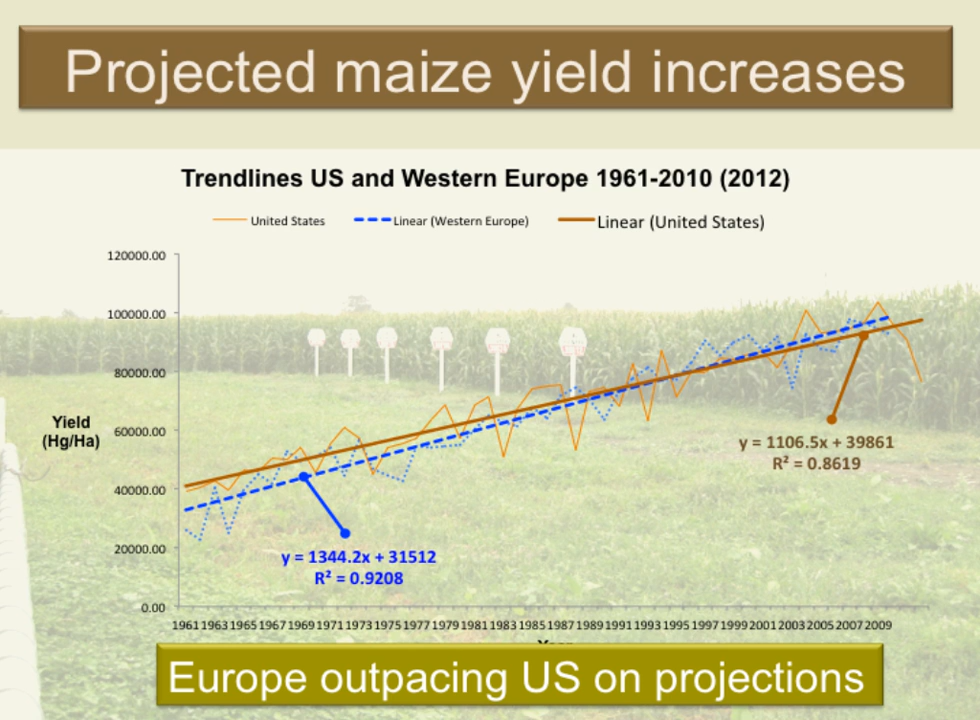 Projected maize yield increases
Trendlines US and Western Europe 1961-2010 (2012)
United States Linear (Western Europe) Linear (United States)
120000.00
100000.00
80000.00
60000.00
40000.00
20000.00
0.00
Yield
(Hg/Ha)
y = 1106.5x + 39861
R² = 0.8619
y = 1344.2x + 31512
R² = 0.9208
1961 1963 1965 1967 1969 1971 1973 1975 1977 1979 1981 1983 1985 1987 1989 1991 1993 1995 1997 1999 2001 2003 2005 2007 2009
Europe outpacing US on projections